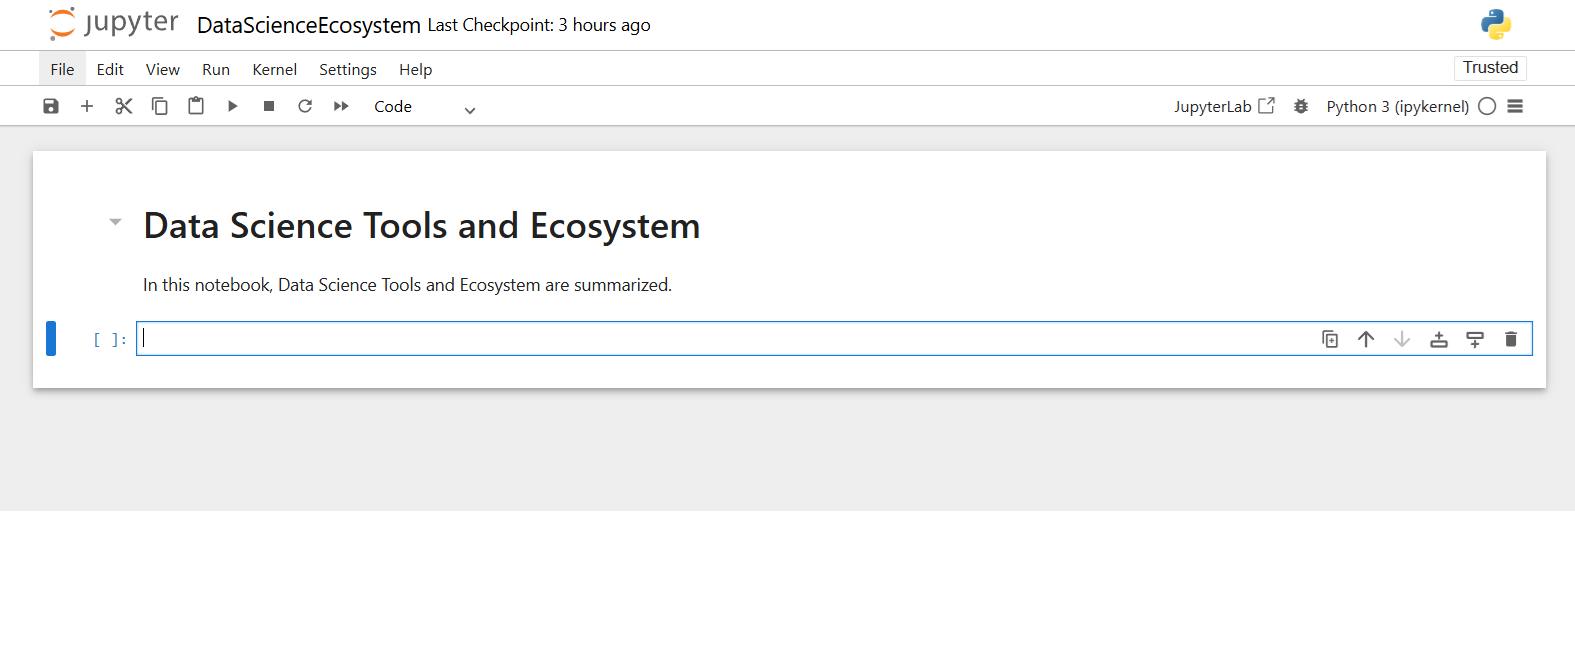 jupyter DataScienceEcosystem Last Checkpoint: 3 hours ago
File Edit View Run Kernel Settings Help Trusted
Code JupyterLab Python 3 (ipykernel)
Data Science Tools and Ecosystem
In this notebook, Data Science Tools and Ecosystem are summarized.
[ ]: